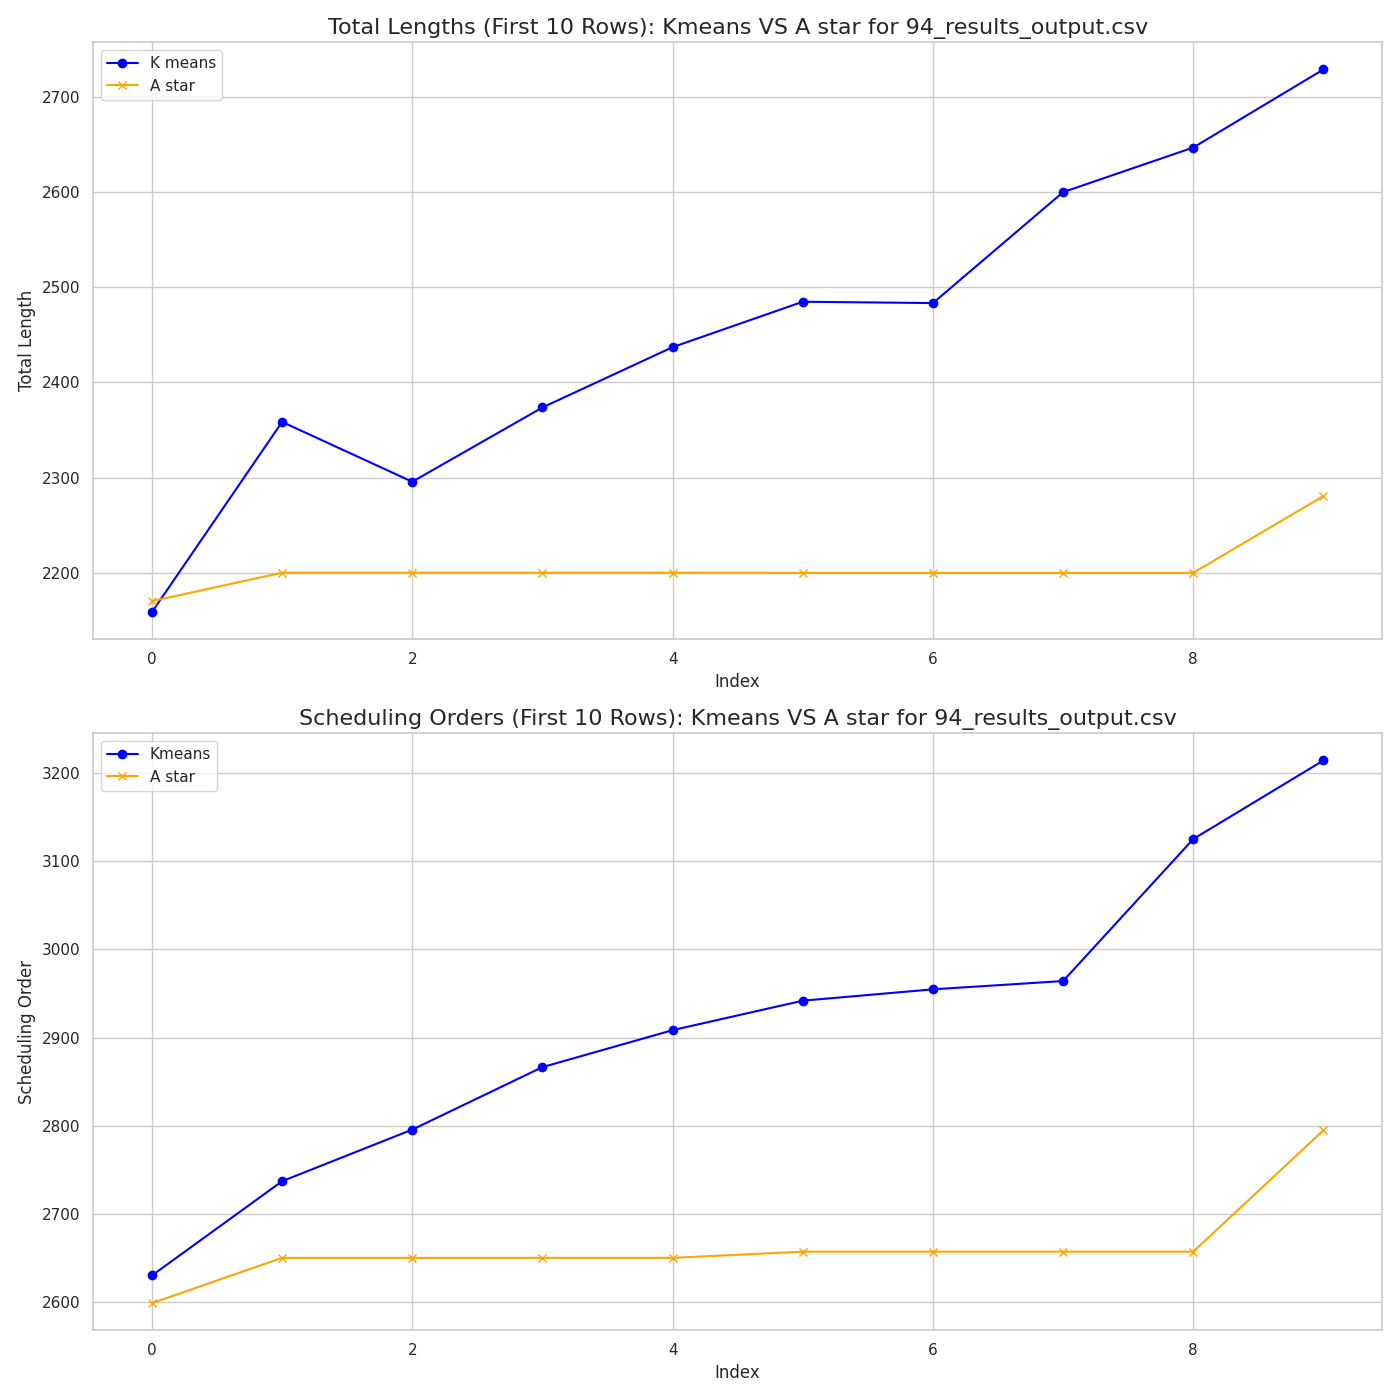 Total Lengths (First 10 Rows): Kmeans VS A star for 94_results_output.csv
K means
A star
2700
2600
2500
2400
2300
2200
Total Length
0 2 4 6 8
Index
Scheduling Orders (First 10 Rows): Kmeans VS A star for 94_results_output.csv
Kmeans
A star
3200
3100
3000
2900
2800
2700
2600
Scheduling Order
0 2 4 6 8
Index